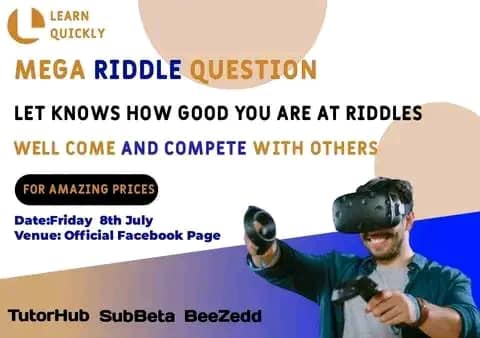 LEARN
QUICKLY
MEGA RIDDLE QUESTION
LET KNOWS HOW GOOD YOU ARE AT RIDDLES
WELL COME AND COMPETE WITH OTHERS
FOR AMAZING PRICES
Date:Friday 8th July
Venue: Official Facebook Page
TutorHub SubBeta BeeZedd